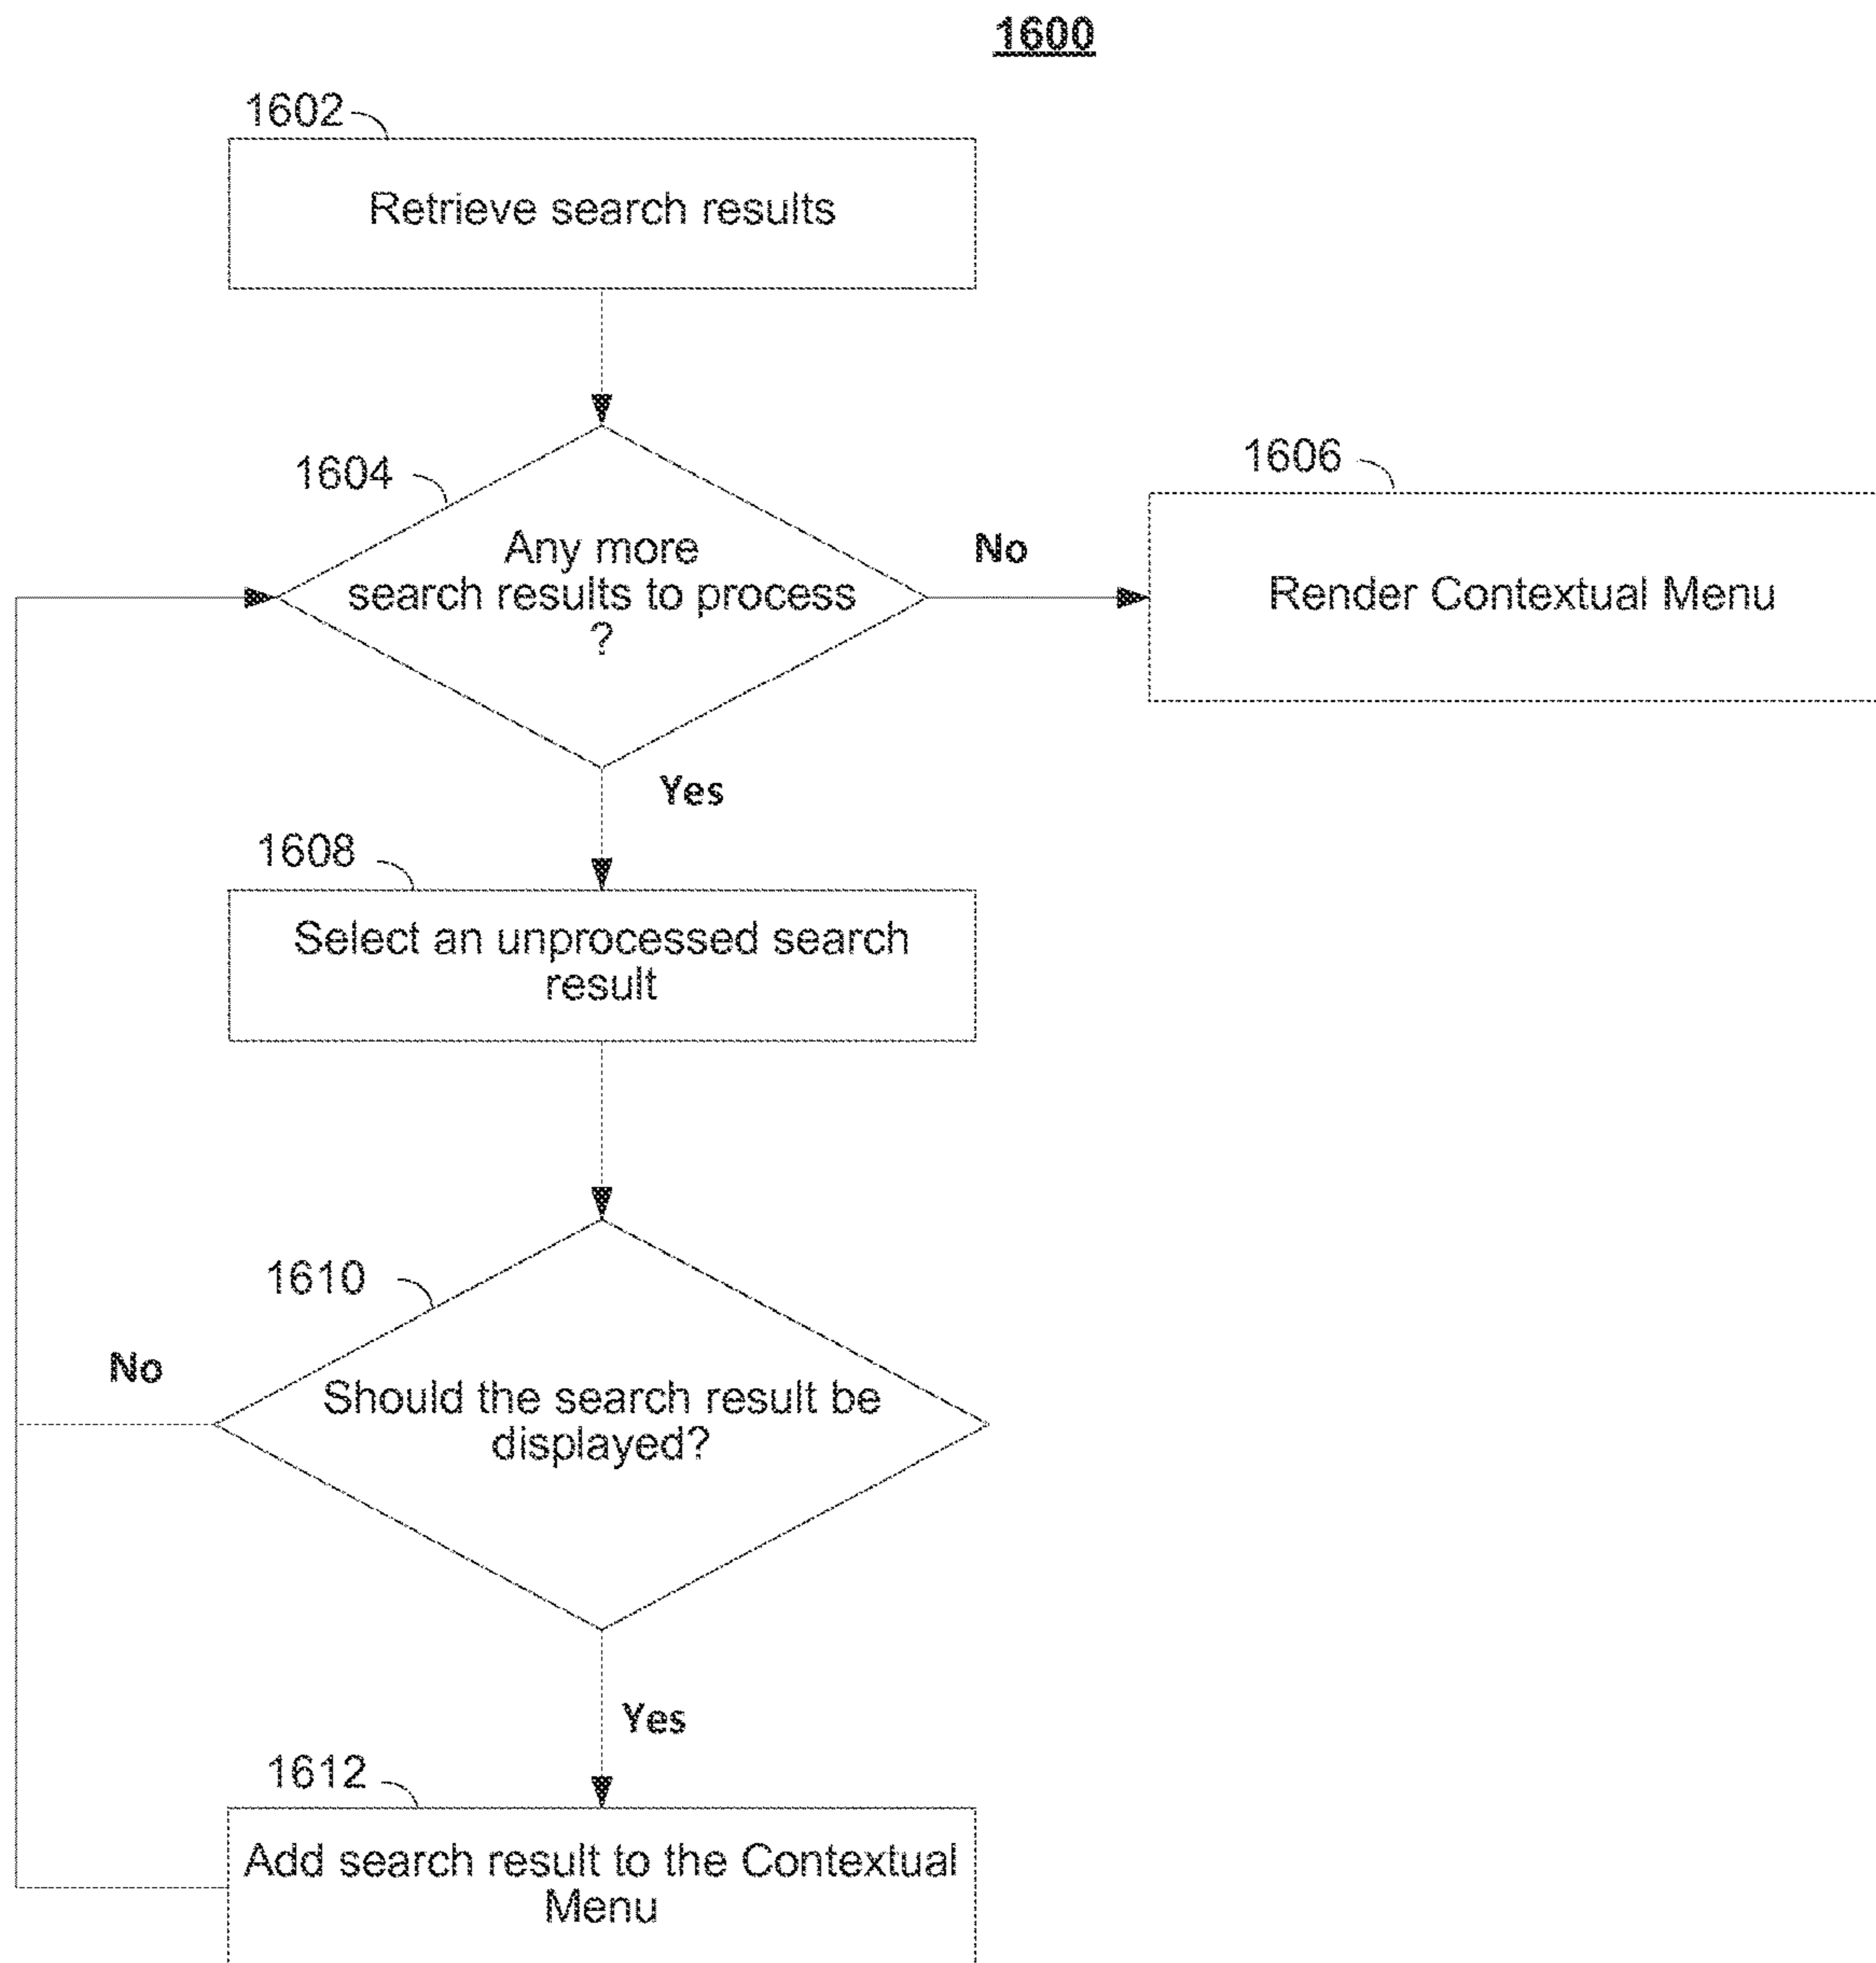 1600
1602
Retrieve search results
1604
Any more
search results to process
?
No
1606
Render Contextual Menu
Yes
1608
Select an unprocessed search
result
1610
No
Should the search result be
displayed?
Yes
1612
Add search result to the Contextual
Menu